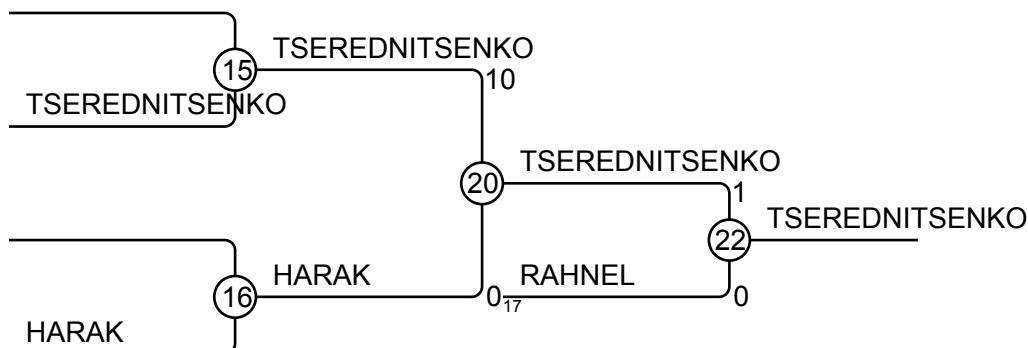 TSEREDNITSENKO
15
10
TSEREDNITSENKO
TSEREDNITSENKO
20
1
TSEREDNITSENKO
22
HARAK
RAHNEL
16
0
17
0
HARAK